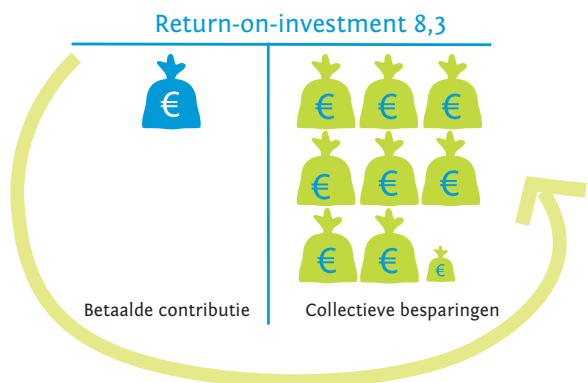 Return-on-investment 8,3
€
€ € €
€ € €
€ € €
Betaalde contributie
Collectieve besparingen